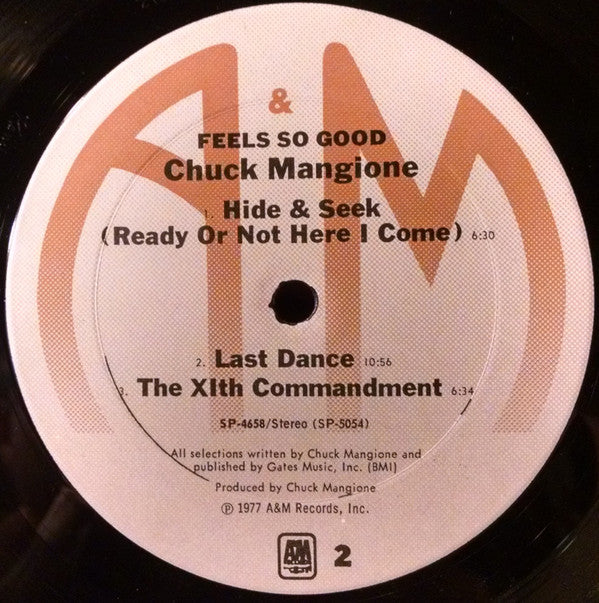 A&M
FEELS SO GOOD
Chuck Mangione
1. Hide & Seek
(Ready Or Not Here I Come) 6:30
2. Last Dance 10:56
3. The XIth Commandment 6:34
SP-4658/Stereo (SP-5054)
All selections written by Chuck Mangione and
published by Gates Music, Inc. (BMI)
Produced by Chuck Mangione
℗ 1977 A&M Records, Inc.
A&M 2